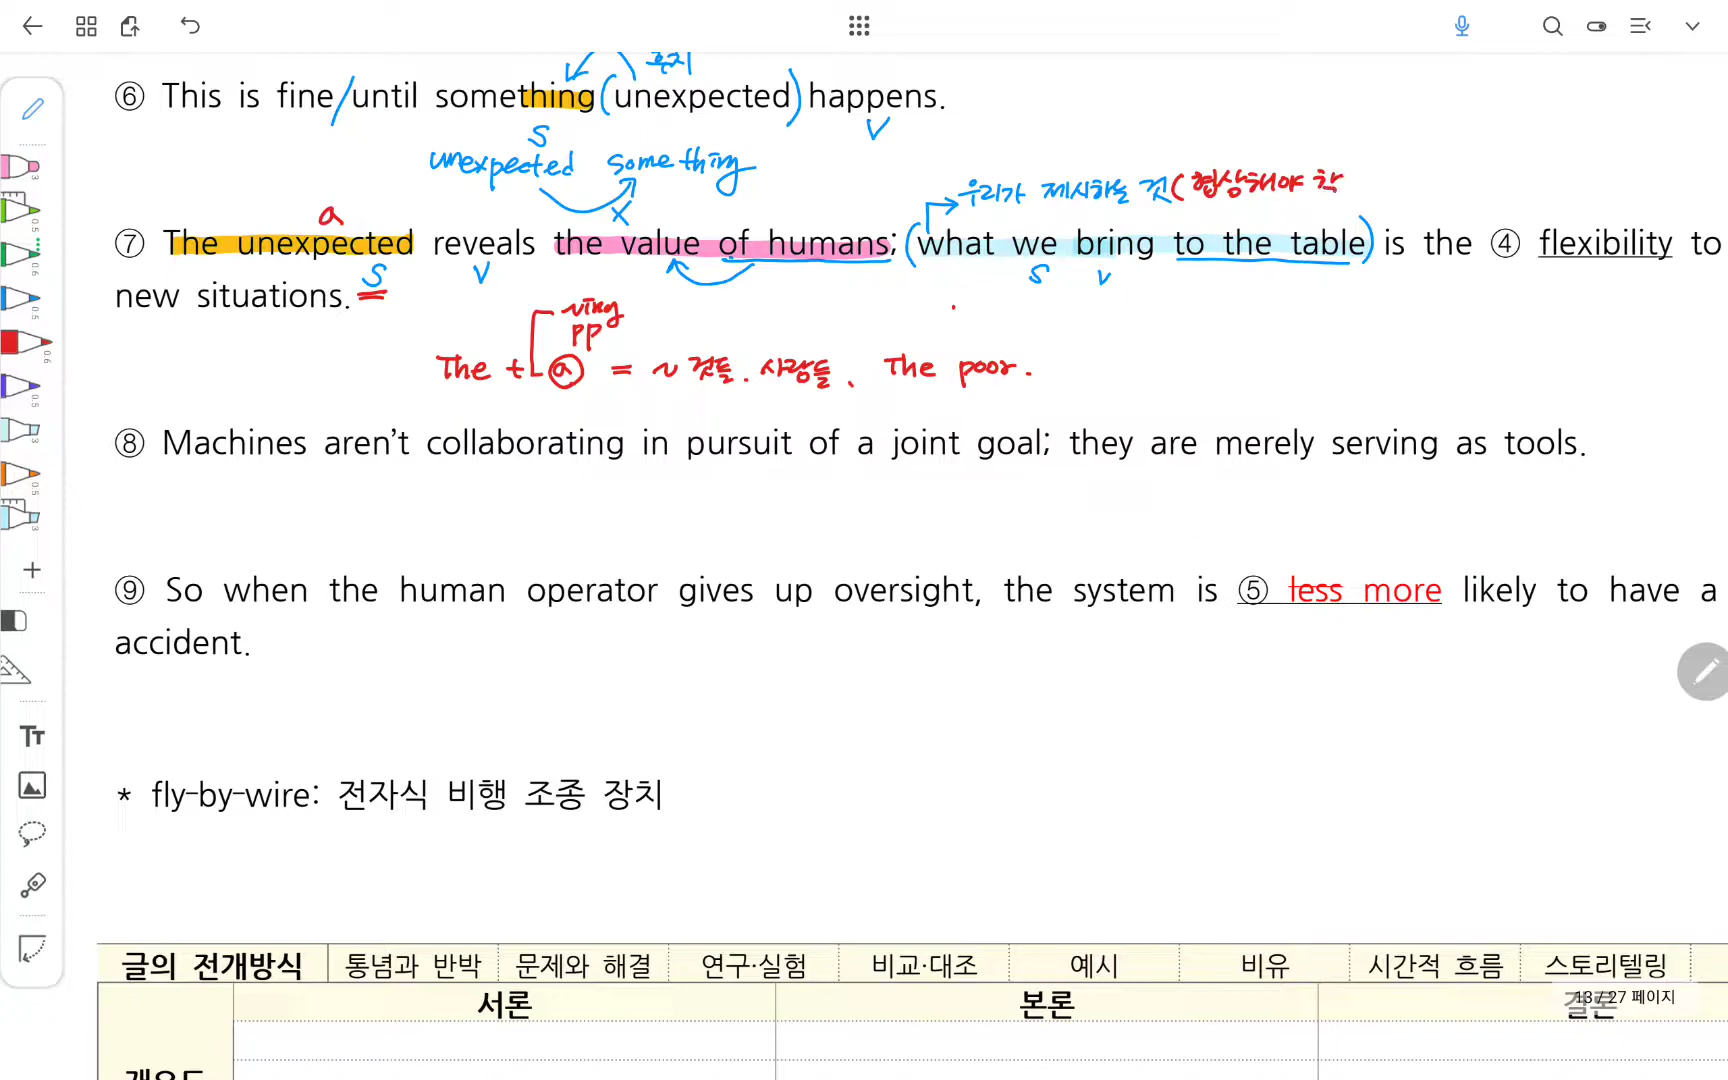 후치
⑥ This is fine/until something(unexpected)happens.
S V
unexpected something
X
우리가 제시하는 것(협상해야 할
a
⑦ The unexpected reveals the value of humans; (what we bring to the table) is the ④ flexibility to
S V S V
new situations.
ving
pp
The + ⓐ = ~ 것들. 사람들. The poor.
⑧ Machines aren't collaborating in pursuit of a joint goal; they are merely serving as tools.
⑨ So when the human operator gives up oversight, the system is ⑤ less more likely to have a
accident.
* fly-by-wire: 전자식 비행 조종 장치
글의 전개방식 통념과 반박 문제와 해결 연구·실험 비교·대조 예시 비유 시간적 흐름 스토리텔링
서론 본론 결론
13 / 27 페이지
개요도